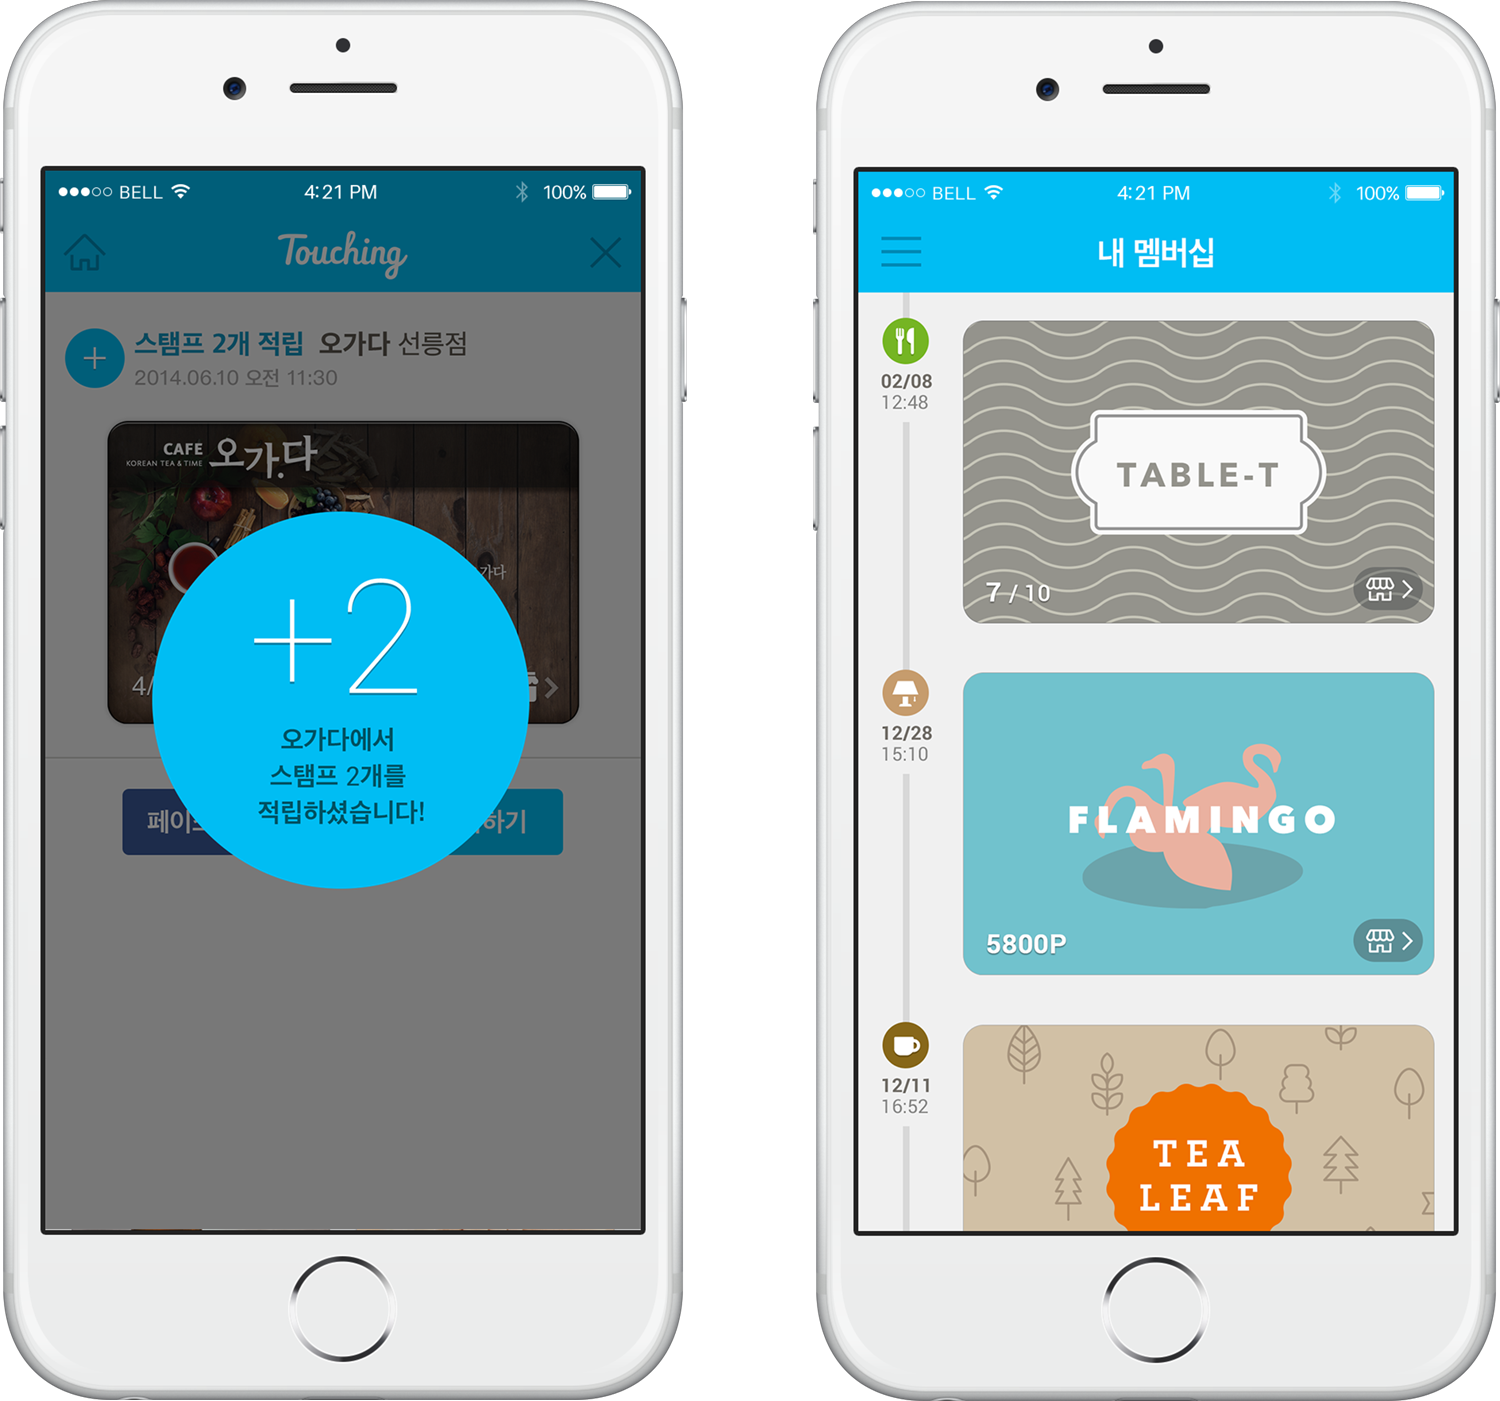 BELL 4:21 PM 100%
Touching
스탬프 2개 적립 오가다 선릉점
2014.06.10 오전 11:30
CAFE
KOREAN TEA & TIME
오가다
가다
+2
4/
오가다에서
스탬프 2개를
적립하셨습니다!
페이 하기
BELL 4:21 PM 100%
내 멤버십
02/08
12:48
TABLE-T
7 / 10
12/28
15:10
FLAMINGO
5800P
12/11
16:52
TEA
LEAF